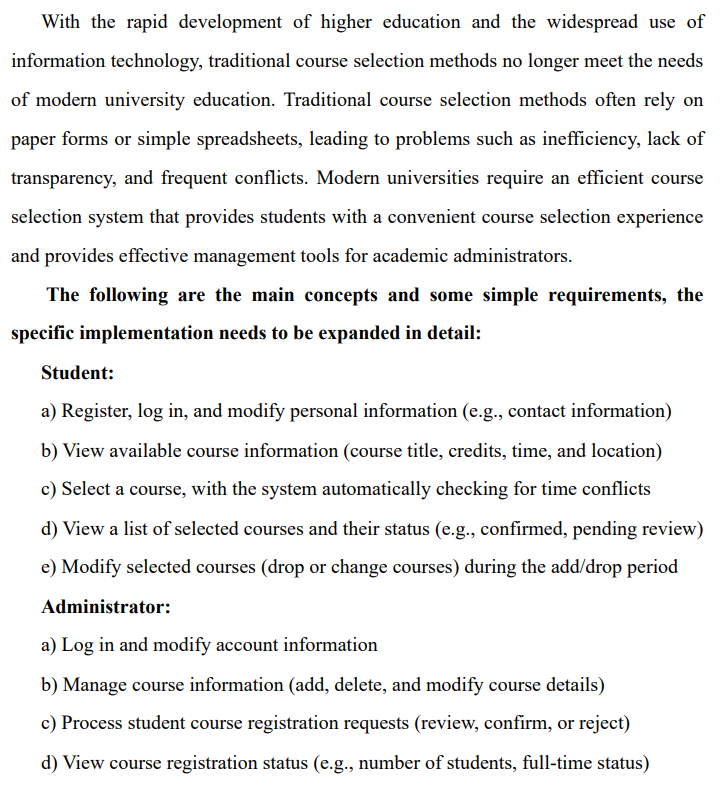 With the rapid development of higher education and the widespread use of
information technology, traditional course selection methods no longer meet the needs
of modern university education. Traditional course selection methods often rely on
paper forms or simple spreadsheets, leading to problems such as inefficiency, lack of
transparency, and frequent conflicts. Modern universities require an efficient course
selection system that provides students with a convenient course selection experience
and provides effective management tools for academic administrators.
The following are the main concepts and some simple requirements, the
specific implementation needs to be expanded in detail:
Student:
a) Register, log in, and modify personal information (e.g., contact information)
b) View available course information (course title, credits, time, and location)
c) Select a course, with the system automatically checking for time conflicts
d) View a list of selected courses and their status (e.g., confirmed, pending review)
e) Modify selected courses (drop or change courses) during the add/drop period
Administrator:
a) Log in and modify account information
b) Manage course information (add, delete, and modify course details)
c) Process student course registration requests (review, confirm, or reject)
d) View course registration status (e.g., number of students, full-time status)